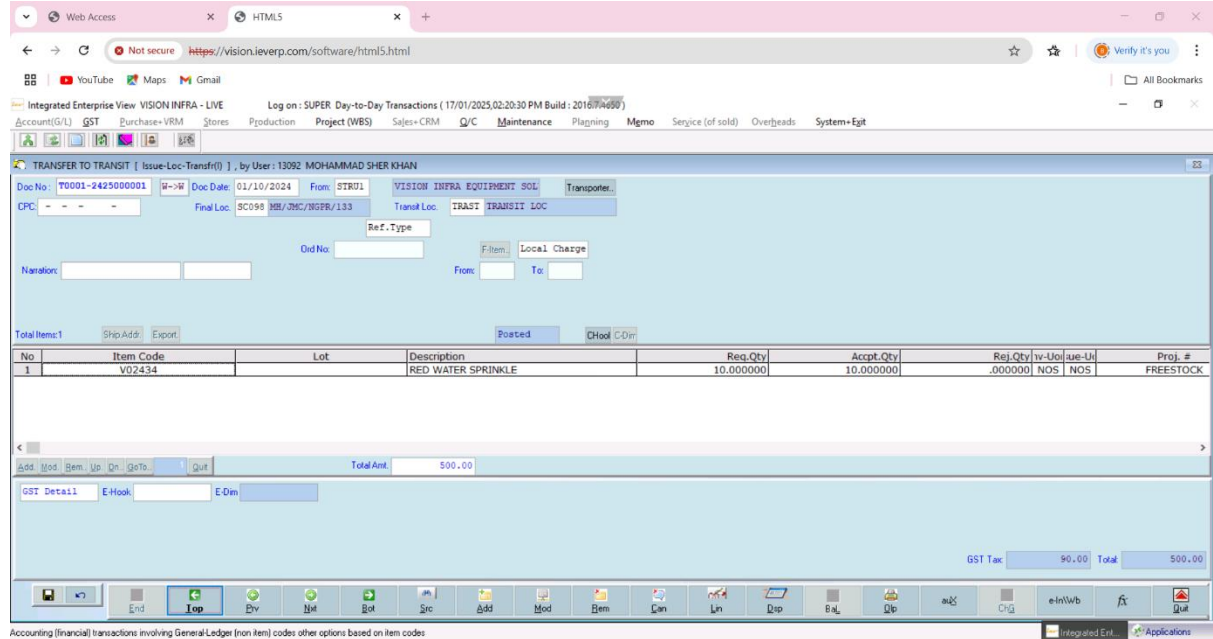 Web Access × HTML5 × +
Not secure https://vision.ieverp.com/software/html5.html Verify it's you
YouTube Maps Gmail All Bookmarks
Integrated Enterprise View VISION INFRA - LIVE Log on : SUPER Day-to-Day Transactions ( 17/01/2025,02:20:30 PM Build : 2016.7.4650 )
Account(G/L) GST Purchase+VRM Stores Production Project (WBS) Sales+CRM Q/C Maintenance Planning Memo Service (of sold) Overheads System+Exit
TRANSFER TO TRANSIT [ Issue-Loc-Transfr(I) ] , by User : 13092 MOHAMMAD SHER KHAN
Doc No : T0001-2425000001 W->W Doc Date: 01/10/2024 From: STRU1 VISION INFRA EQUIPMENT SOL Transporter..
CPC: - - - - Final Loc. SC098 MH/JMC/NGPR/133 Transit Loc. TRAST TRANSIT LOC
Ref.Type
Ord No: F-Item.. Local Charge
Narration: From: To:
Total Items:1 Ship.Addr. Export. Posted CHool C-Dim
No Item Code Lot Description Req.Qty Accpt.Qty Rej.Qty Proj. #
1 V02434 RED WATER SPRINKLE 10.000000 10.000000 .000000 NOS NOS FREESTOCK
Add. Mod. Rem.. Up. Dn.. GoTo.. 1 Quit Total Amt. 500.00
GST Detail E-Hook E-Dim
GST Tax: 90.00 Total: 500.00
End Top Prv Nxt Bot Src Add Mod Rem Can Lin Dsp BaL Qlp auX ChG e-In\Wb fx Quit
Accounting (financial) transactions involving General-Ledger (non item) codes other options based on item codes Integrated Ent... Applications